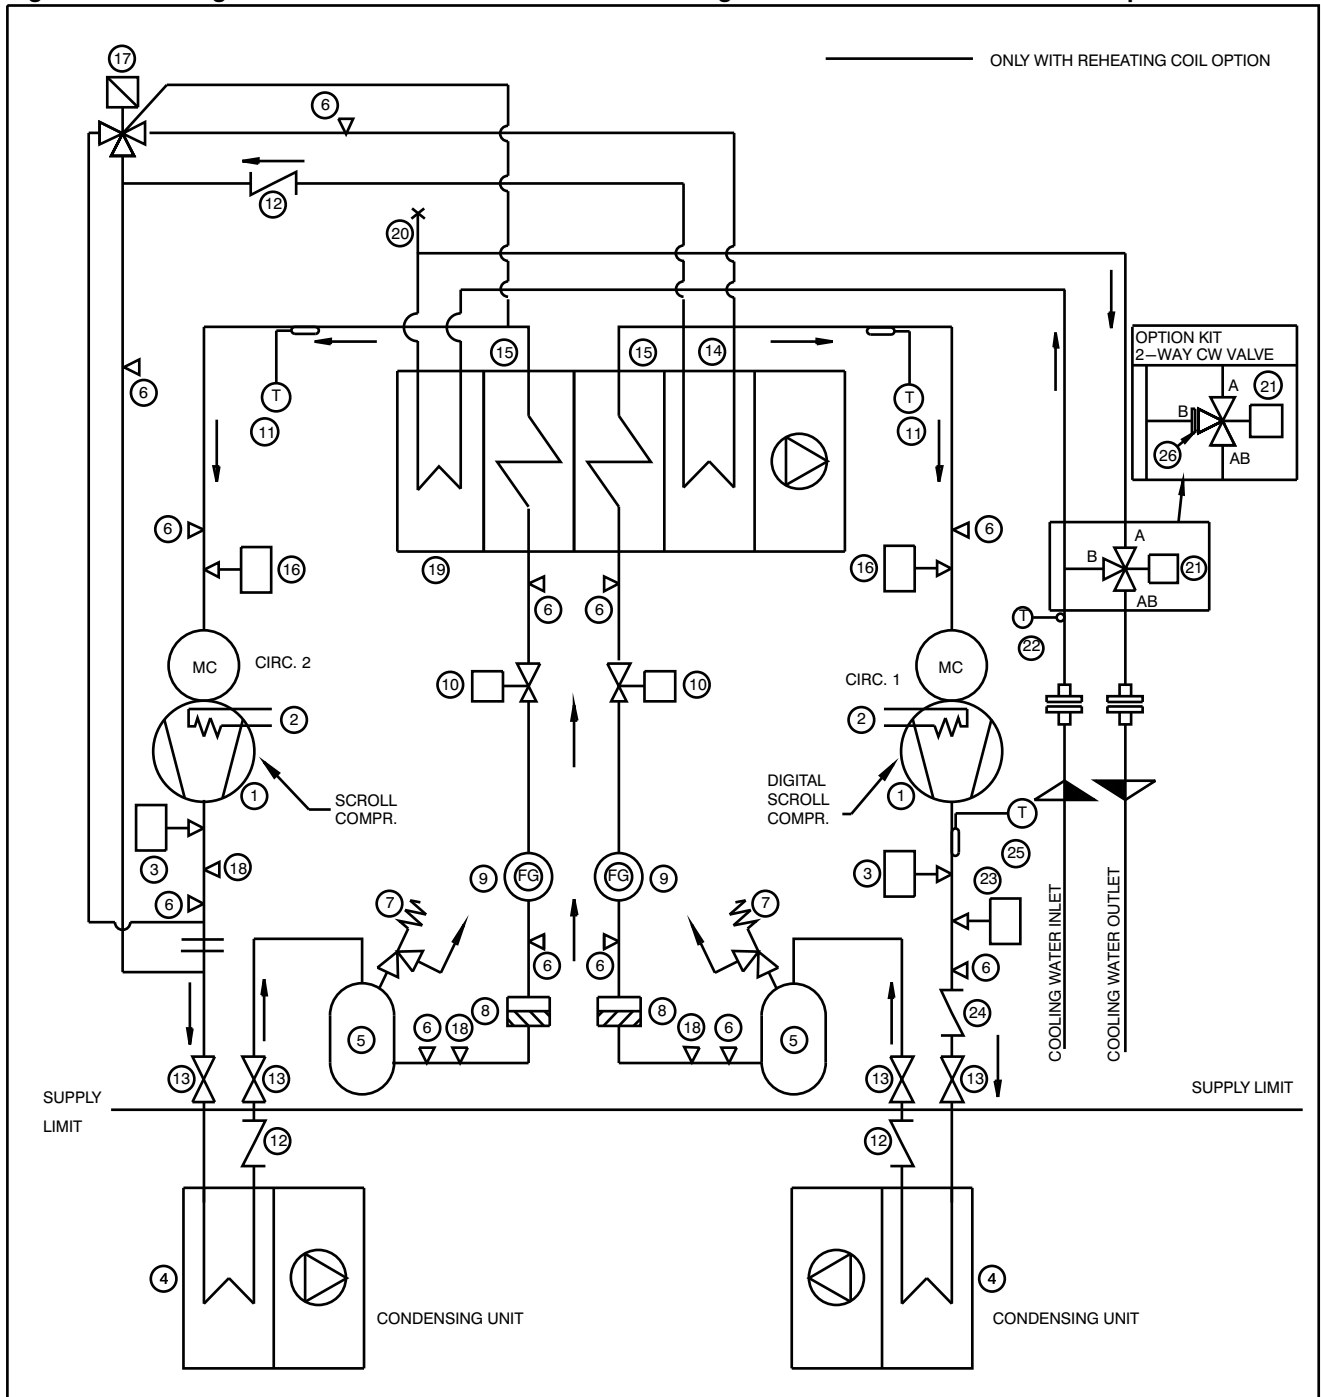 17
ONLY WITH REHEATING COIL OPTION
6
12
20
OPTION KIT
2–WAY CW VALVE
A
21
B
26
AB
15
15
14
6
T
11
T
11
6
6
16
16
19
A
B
21
AB
T
22
6
6
MC
CIRC. 2
10
10
CIRC. 1
MC
2
2
1
SCROLL
COMPR.
DIGITAL
SCROLL
COMPR.
1
T
3
18
9
FG
FG
9
3
25
23
6
7
7
6
6
6
24
8
8
5
6
18
18
6
5
13
13
13
13
COOLING WATER INLET
COOLING WATER OUTLET
SUPPLY
LIMIT
SUPPLY LIMIT
12
12
4
4
CONDENSING UNIT
CONDENSING UNIT